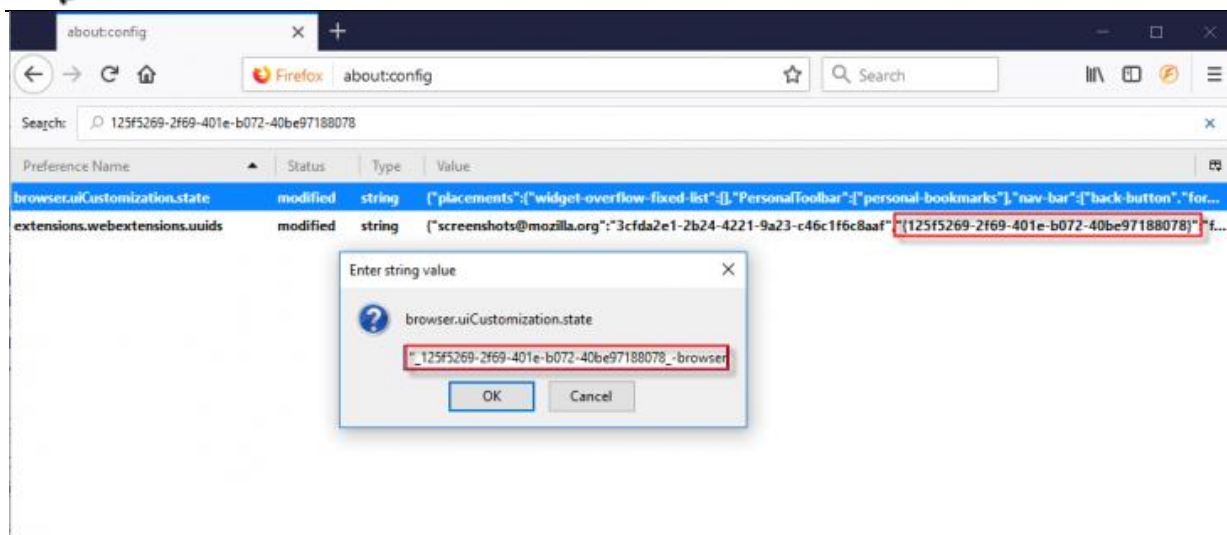 about:config
Firefox about:config Search
Search: 125f5269-2f69-401e-b072-40be97188078
Preference Name Status Type Value
browser.uiCustomization.state modified string {"placements":{"widget-overflow-fixed-list":[],"PersonalToolbar":["personal-bookmarks"],"nav-bar":["back-button","for...
extensions.webextensions.uuids modified string {"screenshots@mozilla.org":"3cfda2e1-2b24-4221-9a23-c46c1f6c8aaf","{125f5269-2f69-401e-b072-40be97188078}":"f...
Enter string value
browser.uiCustomization.state
"_125f5269-2f69-401e-b072-40be97188078_-browser
OK Cancel